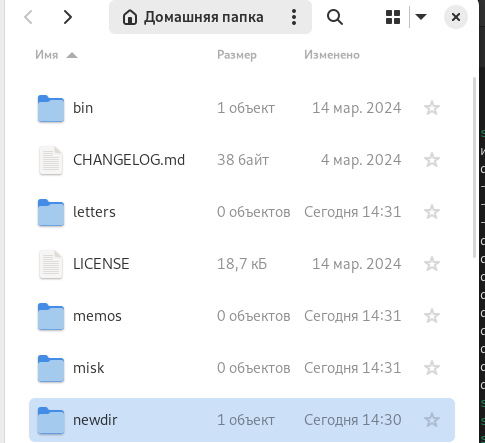 Домашняя папка
Имя Размер Изменено
bin 1 объект 14 мар. 2024
CHANGELOG.md 38 байт 4 мар. 2024
letters 0 объектов Сегодня 14:31
LICENSE 18,7 кБ 14 мар. 2024
memos 0 объектов Сегодня 14:31
misk 0 объектов Сегодня 14:31
newdir 1 объект Сегодня 14:30